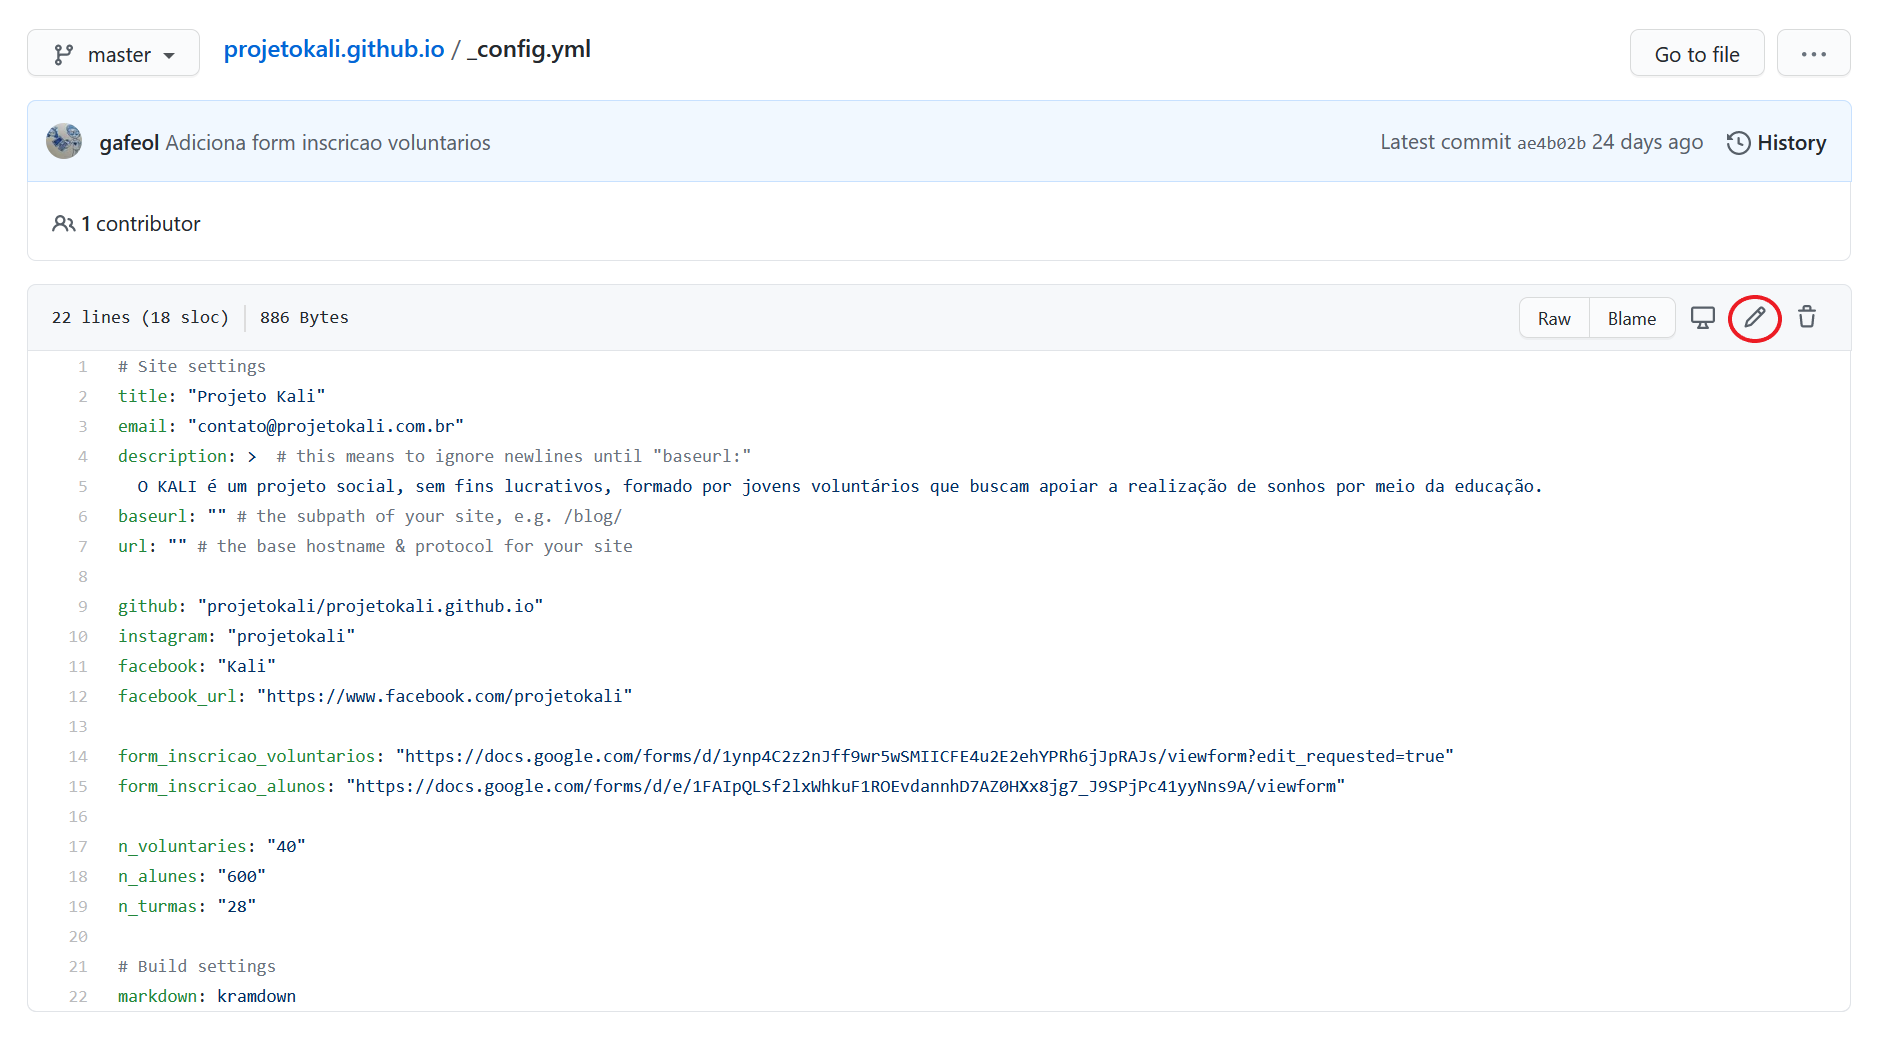 master
projetokali.github.io / _config.yml
Go to file
gafeol Adiciona form inscricao voluntarios
Latest commit ae4b02b 24 days ago
History
1 contributor
22 lines (18 sloc) 886 Bytes
Raw
Blame
1 # Site settings
2 title: "Projeto Kali"
3 email: "contato@projetokali.com.br"
4 description: > # this means to ignore newlines until "baseurl:"
5 O KALI é um projeto social, sem fins lucrativos, formado por jovens voluntários que buscam apoiar a realização de sonhos por meio da educação.
6 baseurl: "" # the subpath of your site, e.g. /blog/
7 url: "" # the base hostname & protocol for your site
8
9 github: "projetokali/projetokali.github.io"
10 instagram: "projetokali"
11 facebook: "Kali"
12 facebook_url: "https://www.facebook.com/projetokali"
13
14 form_inscricao_voluntarios: "https://docs.google.com/forms/d/1ynp4C2z2nJff9wr5wSMIICFE4u2E2ehYPRh6jJpRAJs/viewform?edit_requested=true"
15 form_inscricao_alunos: "https://docs.google.com/forms/d/e/1FAIpQLSf2lxWhkuF1ROEvdannhD7AZ0HXx8jg7_J9SPjPc41yyNns9A/viewform"
16
17 n_voluntaries: "40"
18 n_alunes: "600"
19 n_turmas: "28"
20
21 # Build settings
22 markdown: kramdown